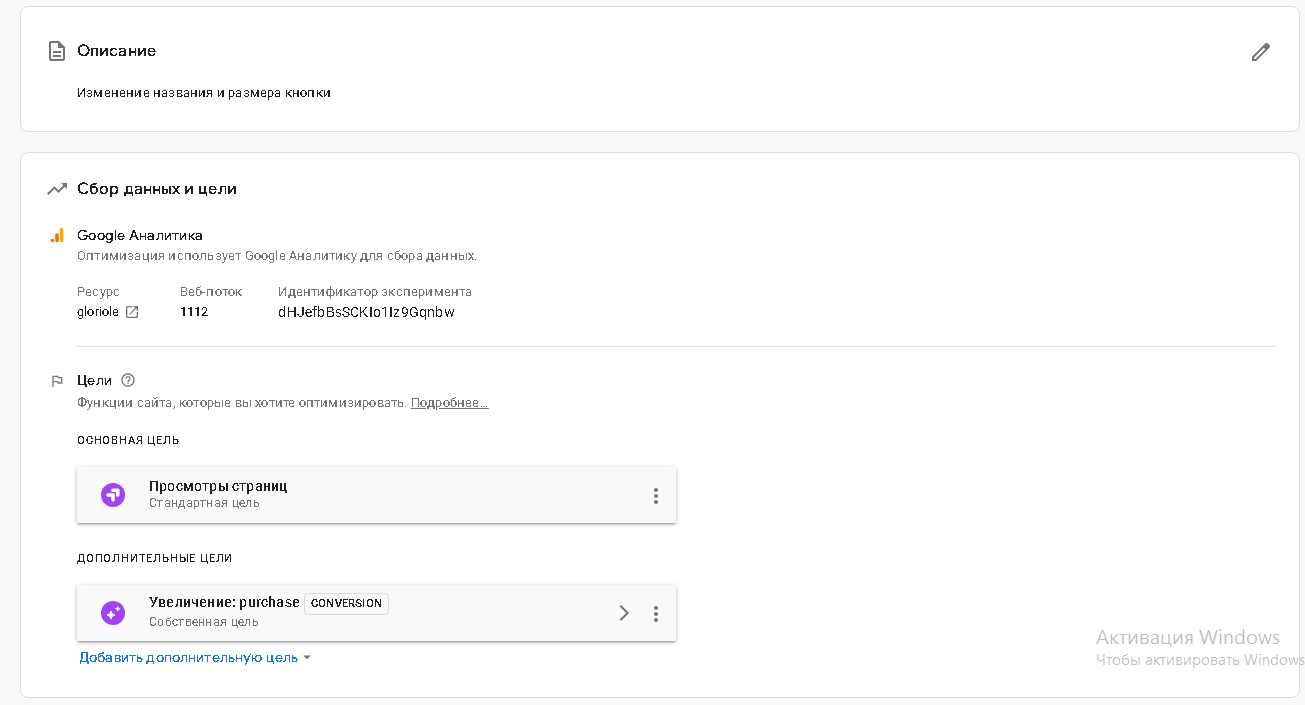 Описание
Изменение названия и размера кнопки
Сбор данных и цели
Google Аналитика
Оптимизация использует Google Аналитику для сбора данных.
Ресурс Веб-поток Идентификатор эксперимента
gloriole 1112 dHJefbBsSCKIo1Iz9Gqnbw
Цели
Функции сайта, которые вы хотите оптимизировать. Подробнее...
ОСНОВНАЯ ЦЕЛЬ
Просмотры страниц
Стандартная цель
ДОПОЛНИТЕЛЬНЫЕ ЦЕЛИ
Увеличение: purchase CONVERSION
Собственная цель
Добавить дополнительную цель
Активация Windows
Чтобы активировать Windows